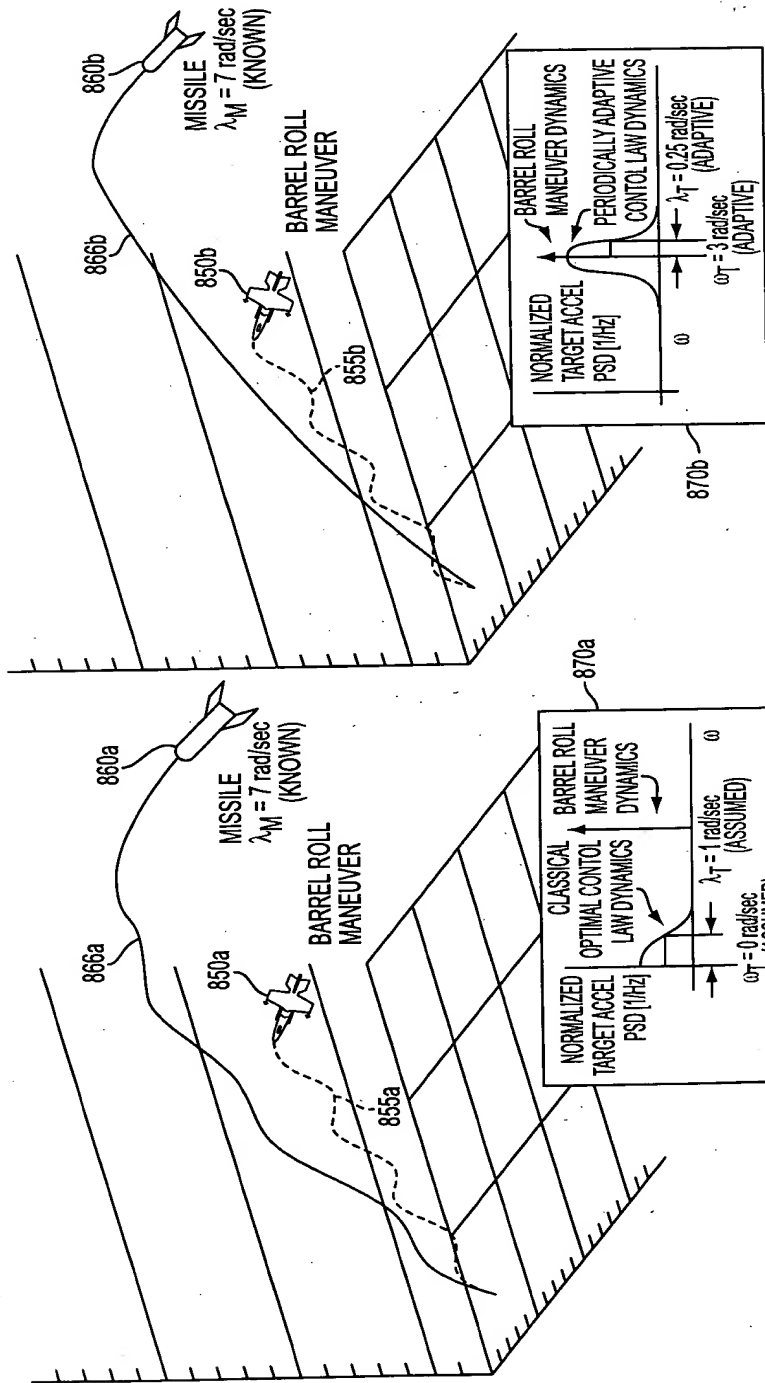 860a
MISSILE
λM = 7 rad/sec
(KNOWN)
866a
BARREL ROLL
MANEUVER
850a
855a
870a
NORMALIZED
TARGET ACCEL
PSD [1/Hz]
CLASSICAL
OPTIMAL CONTOL
LAW DYNAMICS
BARREL ROLL
MANEUVER
DYNAMICS
ω
λT = 1 rad/sec
(ASSUMED)
ωT = 0 rad/sec
(ASSUMED)
860b
MISSILE
λM = 7 rad/sec
(KNOWN)
866b
BARREL ROLL
MANEUVER
850b
855b
870b
NORMALIZED
TARGET ACCEL
PSD [1/Hz]
BARREL ROLL
MANEUVER DYNAMICS
PERIODICALLY ADAPTIVE
CONTOL LAW DYNAMICS
ω
λT = 0.25 rad/sec
(ADAPTIVE)
ωT = 3 rad/sec
(ADAPTIVE)